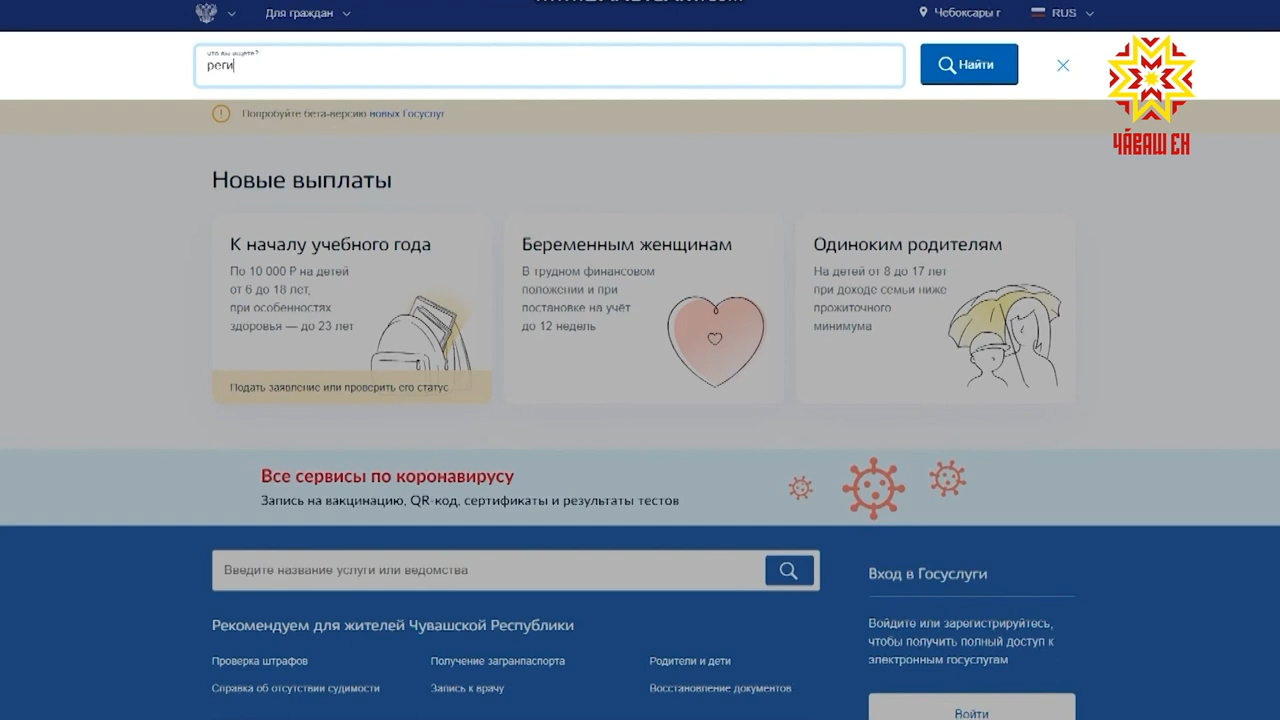 Для граждан
Чебоксары г
RUS
что вы ищете?
реги
Найти
ЧӐВАШ ЕН
Попробуйте бета-версию новых Госуслуг
Новые выплаты
К началу учебного года
По 10 000 Р на детей
от 6 до 18 лет,
при особенностях
здоровья — до 23 лет
Подать заявление или проверить его статус
Беременным женщинам
В трудном финансовом
положении и при
постановке на учёт
до 12 недель
Одиноким родителям
На детей от 8 до 17 лет
при доходе семьи ниже
прожиточного
минимума
Все сервисы по коронавирусу
Запись на вакцинацию, QR-код, сертификаты и результаты тестов
Введите название услуги или ведомства
Рекомендуем для жителей Чувашской Республики
Проверка штрафов
Получение загранпаспорта
Родители и дети
Справка об отсутствии судимости
Запись к врачу
Восстановление документов
Вход в Госуслуги
Войдите или зарегистрируйтесь,
чтобы получить полный доступ к
электронным госуслугам
Войти